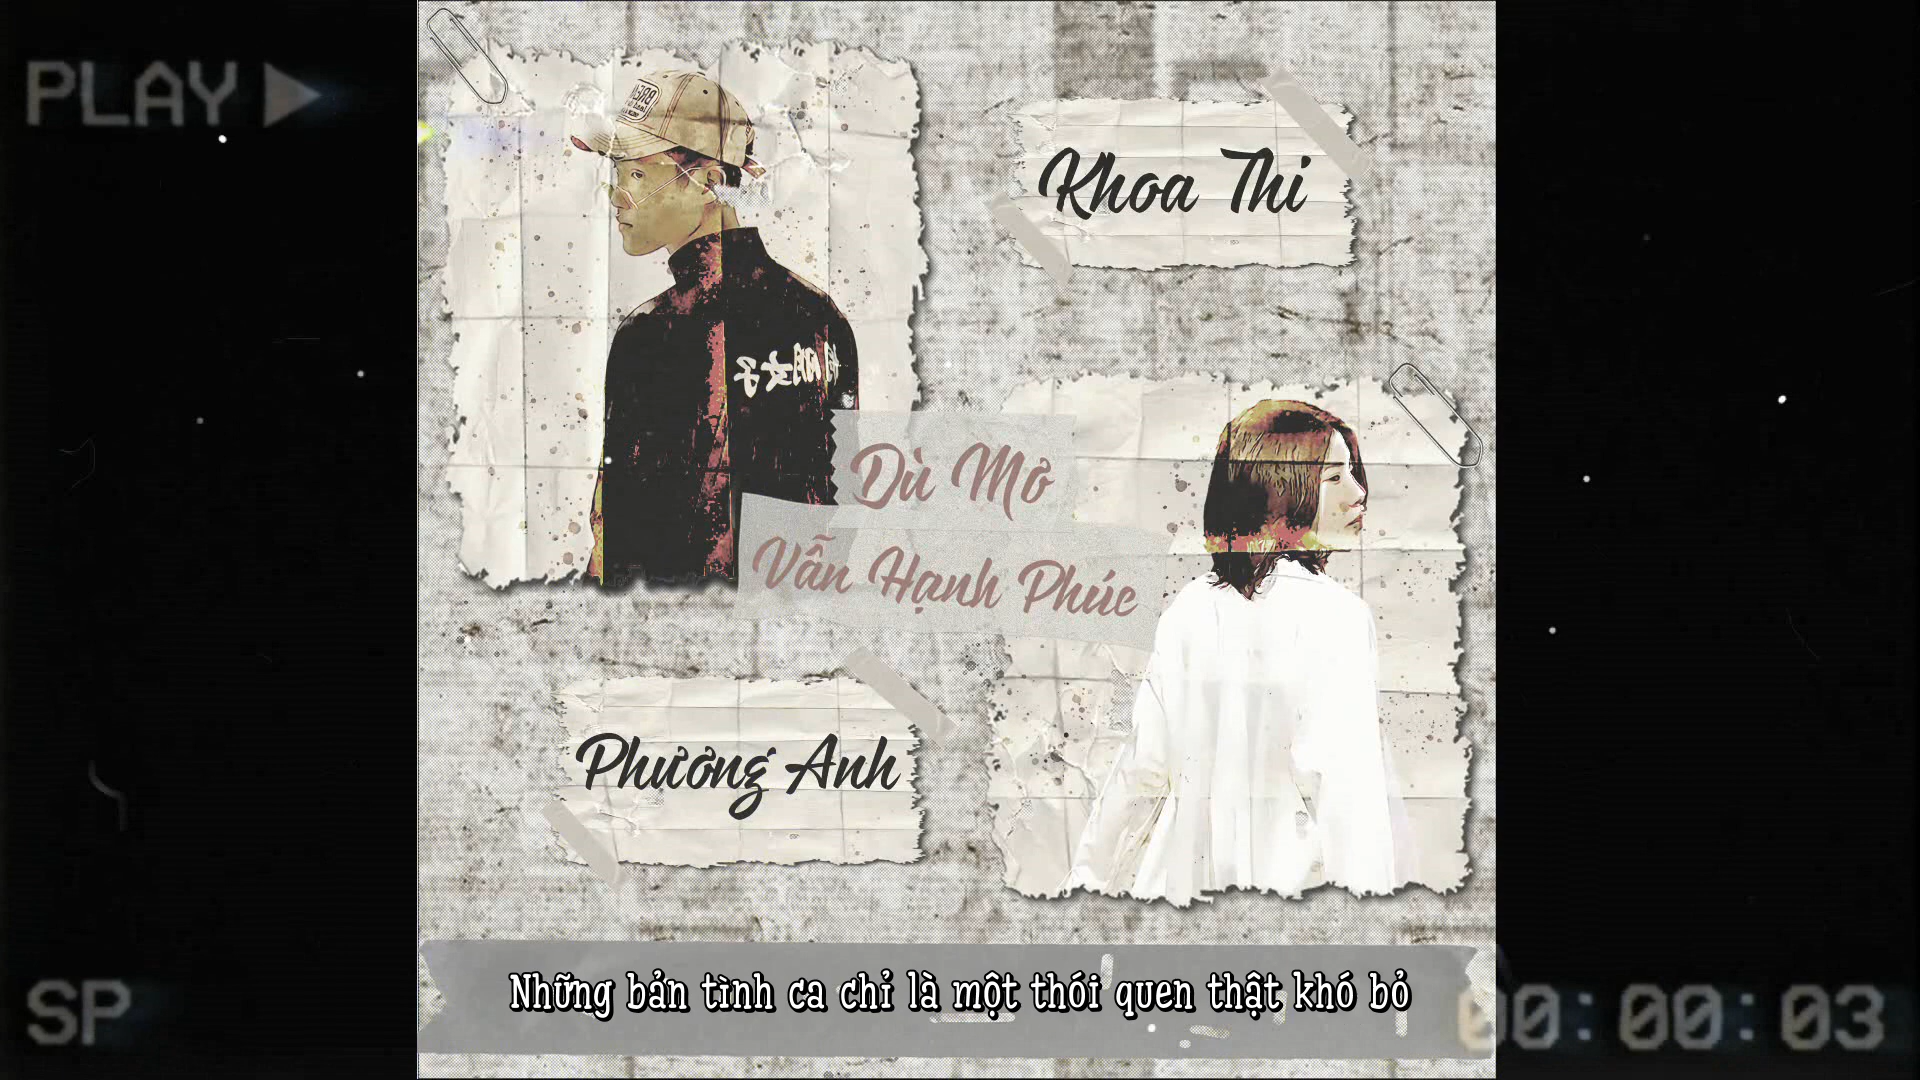 PLAY
Khoa Thi
Dù Mơ
Vẫn Hạnh Phúc
Phương Anh
Những bản tình ca chỉ là một thói quen thật khó bỏ
SP
00:00:03